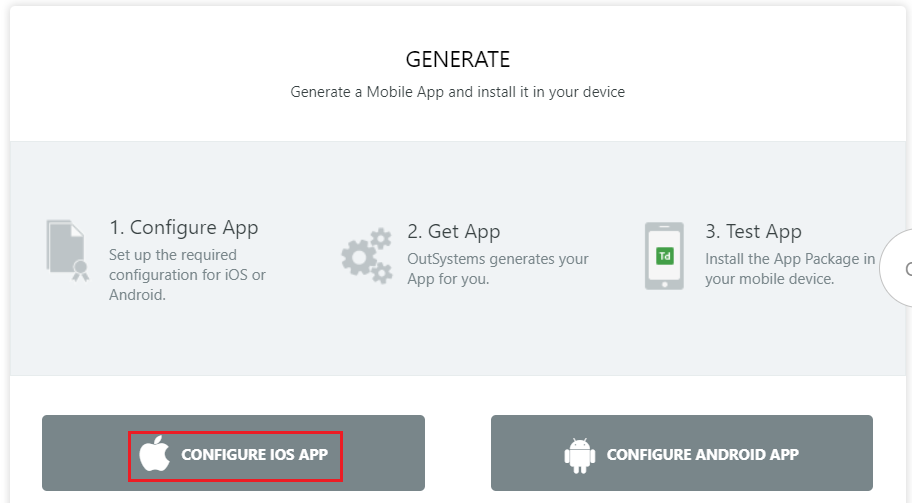 GENERATE
Generate a Mobile App and install it in your device
1. Configure App
Set up the required
configuration for iOS or
Android.
2. Get App
OutSystems generates your
App for you.
Td
3. Test App
Install the App Package in
your mobile device.
CONFIGURE IOS APP
CONFIGURE ANDROID APP